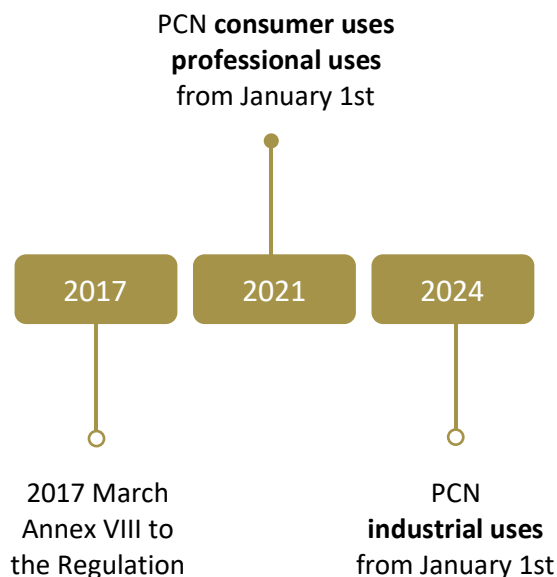 PCN consumer uses
professional uses
from January 1st
2017
2021
2024
2017 March
Annex VIII to
the Regulation
PCN
industrial uses
from January 1st